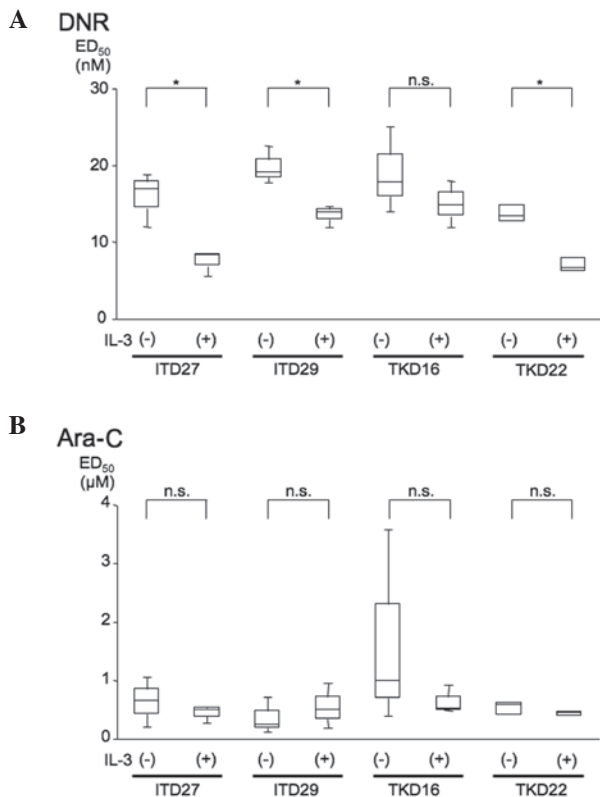 A
DNR
ED50
(nM)
* * n.s. *
30
20
10
0
IL-3 (-) (+) (-) (+) (-) (+) (-) (+)
ITD27 ITD29 TKD16 TKD22
B
Ara-C
ED50
(μM)
n.s. n.s. n.s. n.s.
4
3
2
1
0
IL-3 (-) (+) (-) (+) (-) (+) (-) (+)
ITD27 ITD29 TKD16 TKD22